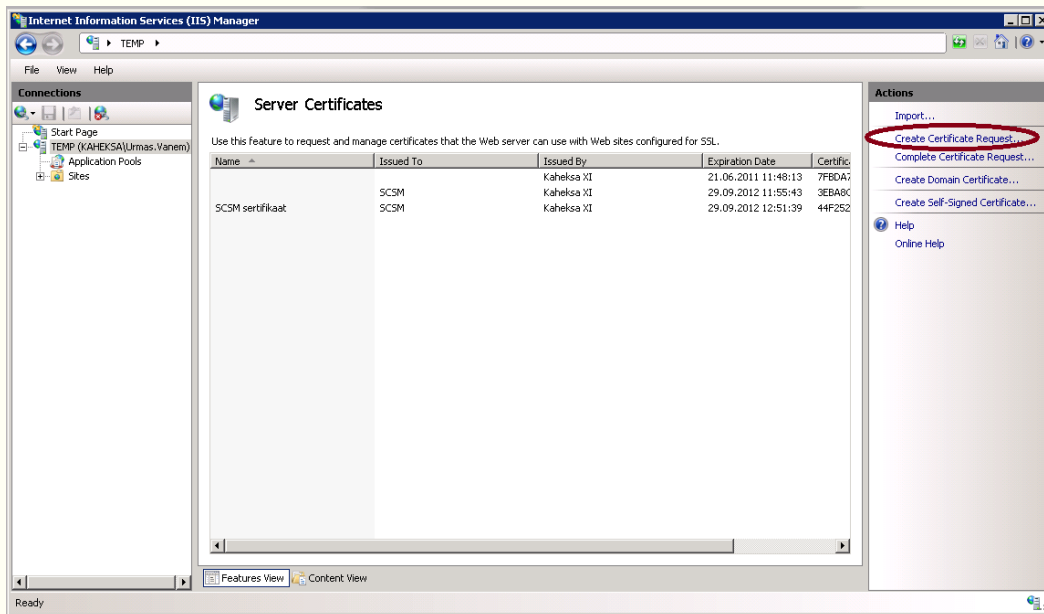 Internet Information Services (IIS) Manager
TEMP
File View Help
Connections
Start Page
TEMP (KAHEKSA\Urmas.Vanem)
Application Pools
Sites
Server Certificates
Use this feature to request and manage certificates that the Web server can use with Web sites configured for SSL.
Name Issued To Issued By Expiration Date Certific
Kaheksa XI 21.06.2011 11:48:13 7FBDA7
SCSM Kaheksa XI 29.09.2012 11:55:43 3EBA8C
SCSM sertifikaat SCSM Kaheksa XI 29.09.2012 12:51:39 44F252
Features View Content View
Actions
Import...
Create Certificate Request...
Complete Certificate Request...
Create Domain Certificate...
Create Self-Signed Certificate...
Help
Online Help
Ready